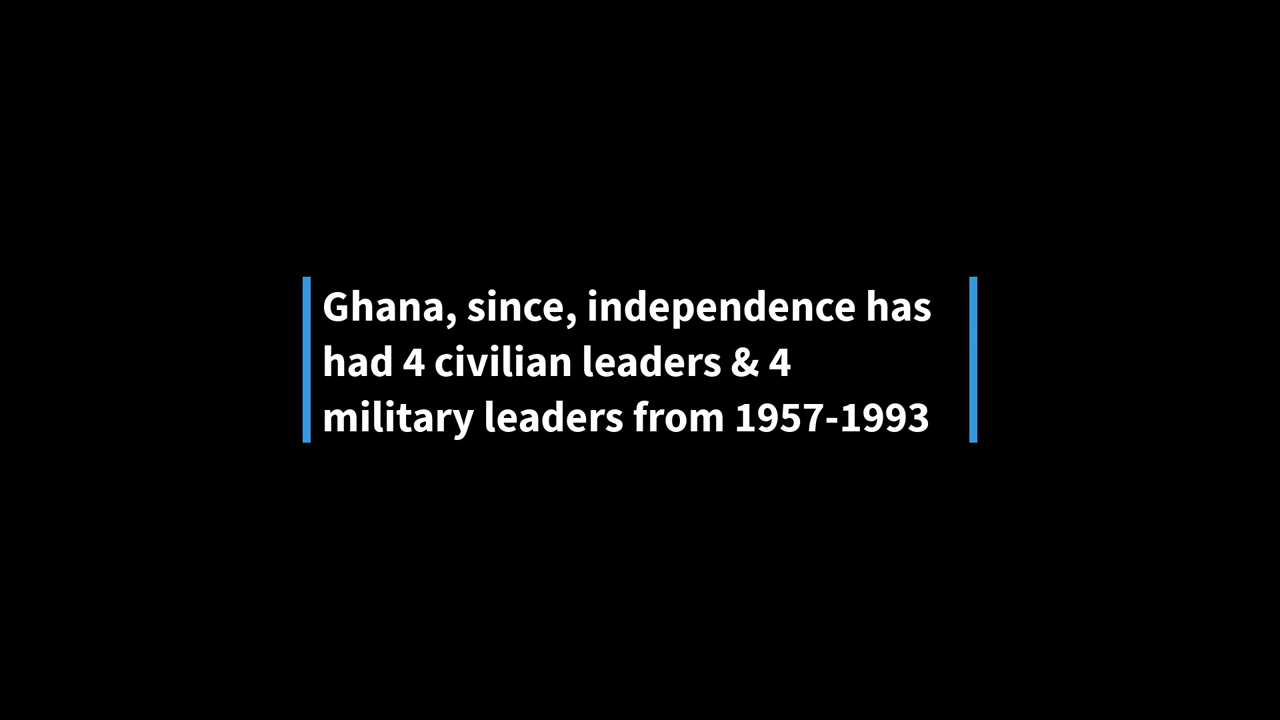 Ghana, since, independence has
had 4 civilian leaders & 4
military leaders from 1957-1993